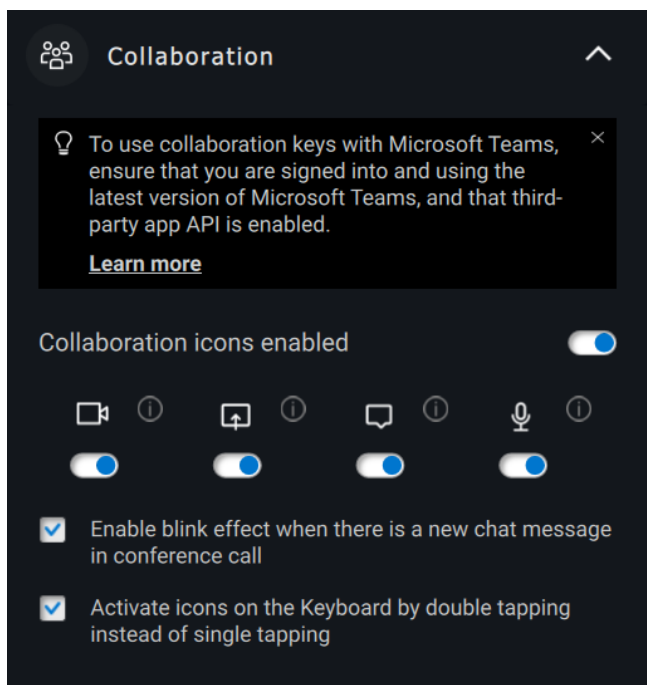 Collaboration
To use collaboration keys with Microsoft Teams,
ensure that you are signed into and using the
latest version of Microsoft Teams, and that third-
party app API is enabled.
Learn more
Collaboration icons enabled
Enable blink effect when there is a new chat message
in conference call
Activate icons on the Keyboard by double tapping
instead of single tapping